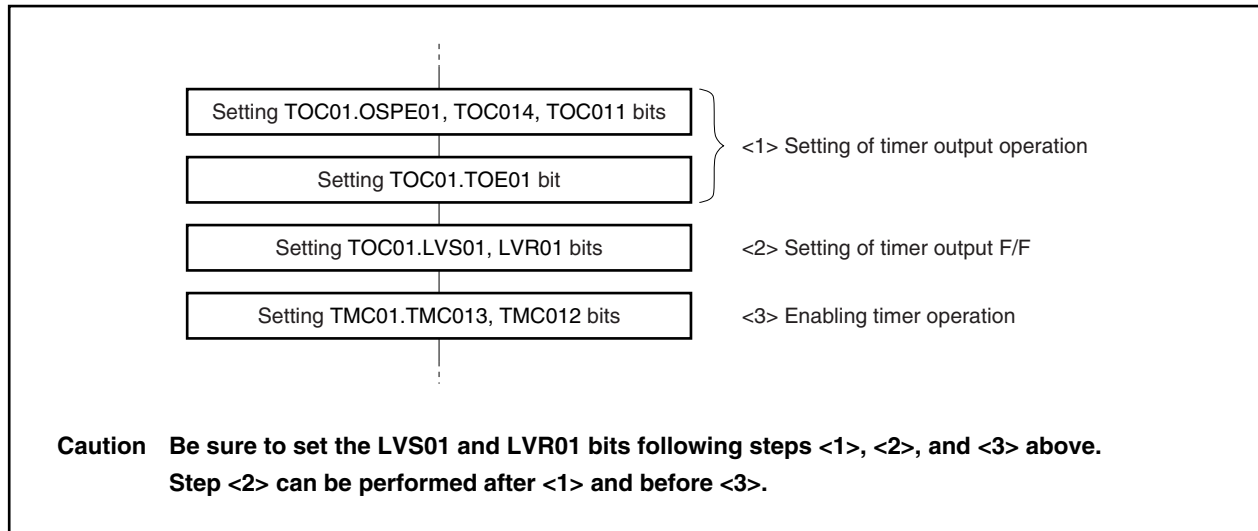 Setting TOC01.OSPE01, TOC014, TOC011 bits
<1> Setting of timer output operation
Setting TOC01.TOE01 bit
Setting TOC01.LVS01, LVR01 bits
<2> Setting of timer output F/F
Setting TMC01.TMC013, TMC012 bits
<3> Enabling timer operation
Caution Be sure to set the LVS01 and LVR01 bits following steps <1>, <2>, and <3> above.
Step <2> can be performed after <1> and before <3>.